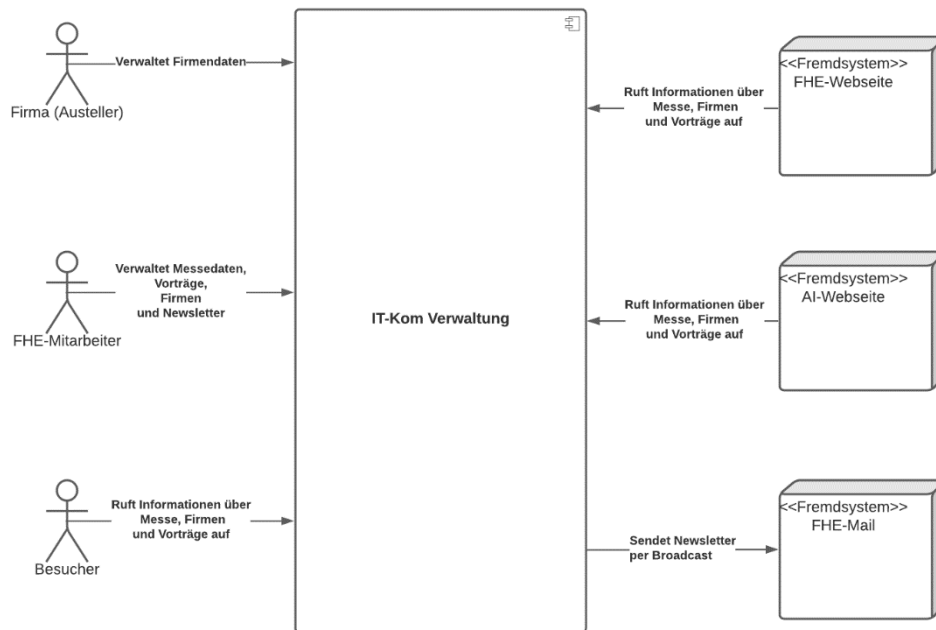 Verwaltet Firmendaten
Firma (Austeller)
Verwaltet Messedaten,
Vorträge,
Firmen
und Newsletter
FHE-Mitarbeiter
Ruft Informationen über
Messe, Firmen
und Vorträge auf
Besucher
IT-Kom Verwaltung
<<Fremdsystem>>
FHE-Webseite
Ruft Informationen über
Messe, Firmen
und Vorträge auf
<<Fremdsystem>>
AI-Webseite
Ruft Informationen über
Messe, Firmen
und Vorträge auf
<<Fremdsystem>>
FHE-Mail
Sendet Newsletter
per Broadcast